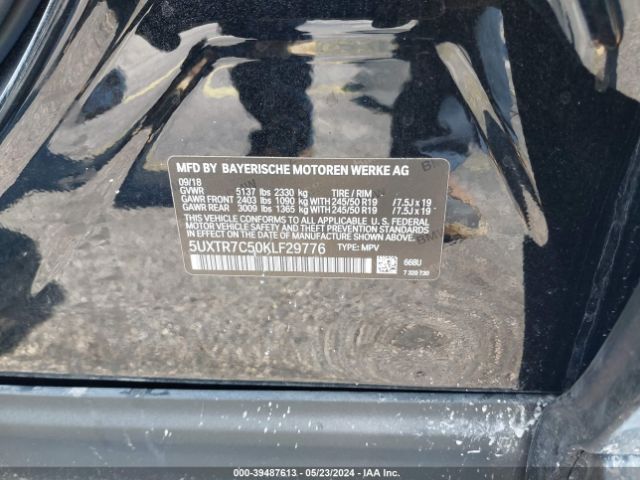 MFD BY BAYERISCHE MOTOREN WERKE AG
09/18
GVWR 5137 lbs 2330 kg TIRE / RIM
GAWR FRONT 2403 lbs 1090 kg WITH 245/50 R19 / 7.5J x 19
GAWR REAR 3009 lbs 1365 kg WITH 245/50 R19 / 7.5J x 19
THIS VEHICLE CONFORMS TO ALL APPLICABLE U. S. FEDERAL
MOTOR VEHICLE SAFETY AND THEFT PREVENTION STANDARDS
IN EFFECT ON THE DATE OF MANUFACTURE SHOWN ABOVE.
5UXTR7C50KLF29776 TYPE: MPV
668U
7 320 730
000-39487613 - 05/23/2024 - IAA Inc.